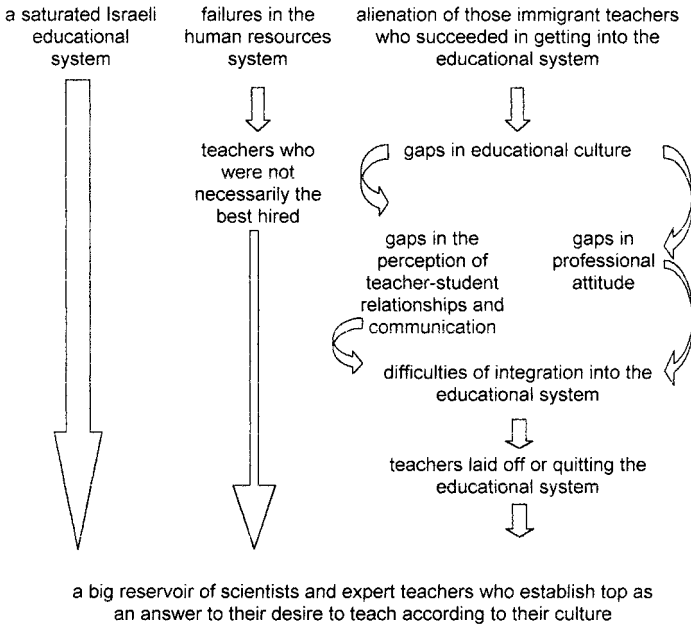 a saturated Israeli
educational
system
failures in the
human resources
system
alienation of those immigrant teachers
who succeeded in getting into the
educational system
teachers who
were not
necessarily the
best hired
gaps in educational culture
gaps in the
perception of
teacher-student
relationships and
communication
gaps in
professional
attitude
difficulties of integration into the
educational system
teachers laid off or quitting the
educational system
a big reservoir of scientists and expert teachers who establish top as
an answer to their desire to teach according to their culture